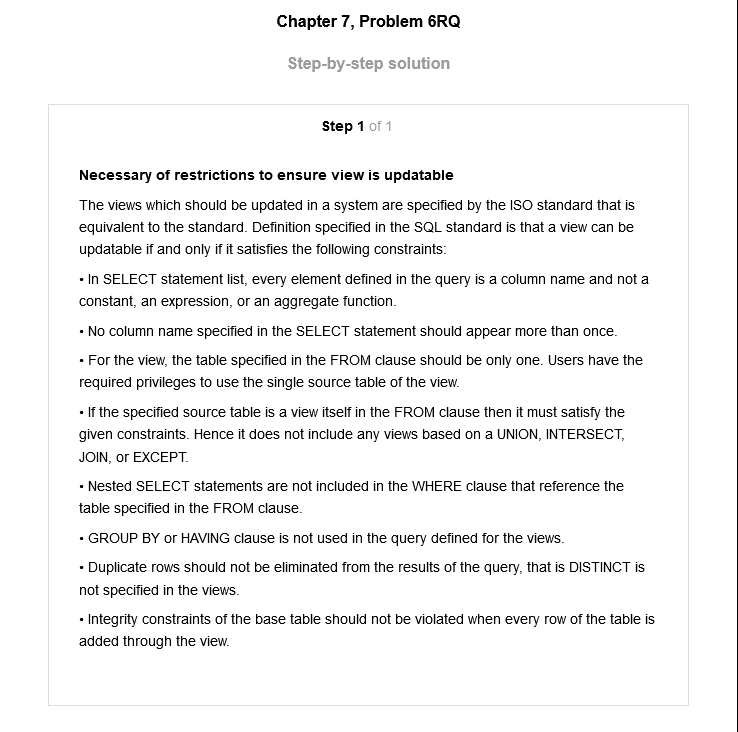 Chapter 7, Problem 6RQ
Step-by-step solution
Step 1 of 1
Necessary of restrictions to ensure view is updatable
The views which should be updated in a system are specified by the ISO standard that is
equivalent to the standard. Definition specified in the SQL standard is that a view can be
updatable if and only if it satisfies the following constraints:
• In SELECT statement list, every element defined in the query is a column name and not a
constant, an expression, or an aggregate function.
• No column name specified in the SELECT statement should appear more than once.
• For the view, the table specified in the FROM clause should be only one. Users have the
required privileges to use the single source table of the view.
• If the specified source table is a view itself in the FROM clause then it must satisfy the
given constraints. Hence it does not include any views based on a UNION, INTERSECT,
JOIN, or EXCEPT.
• Nested SELECT statements are not included in the WHERE clause that reference the
table specified in the FROM clause.
• GROUP BY or HAVING clause is not used in the query defined for the views.
• Duplicate rows should not be eliminated from the results of the query, that is DISTINCT is
not specified in the views.
• Integrity constraints of the base table should not be violated when every row of the table is
added through the view.